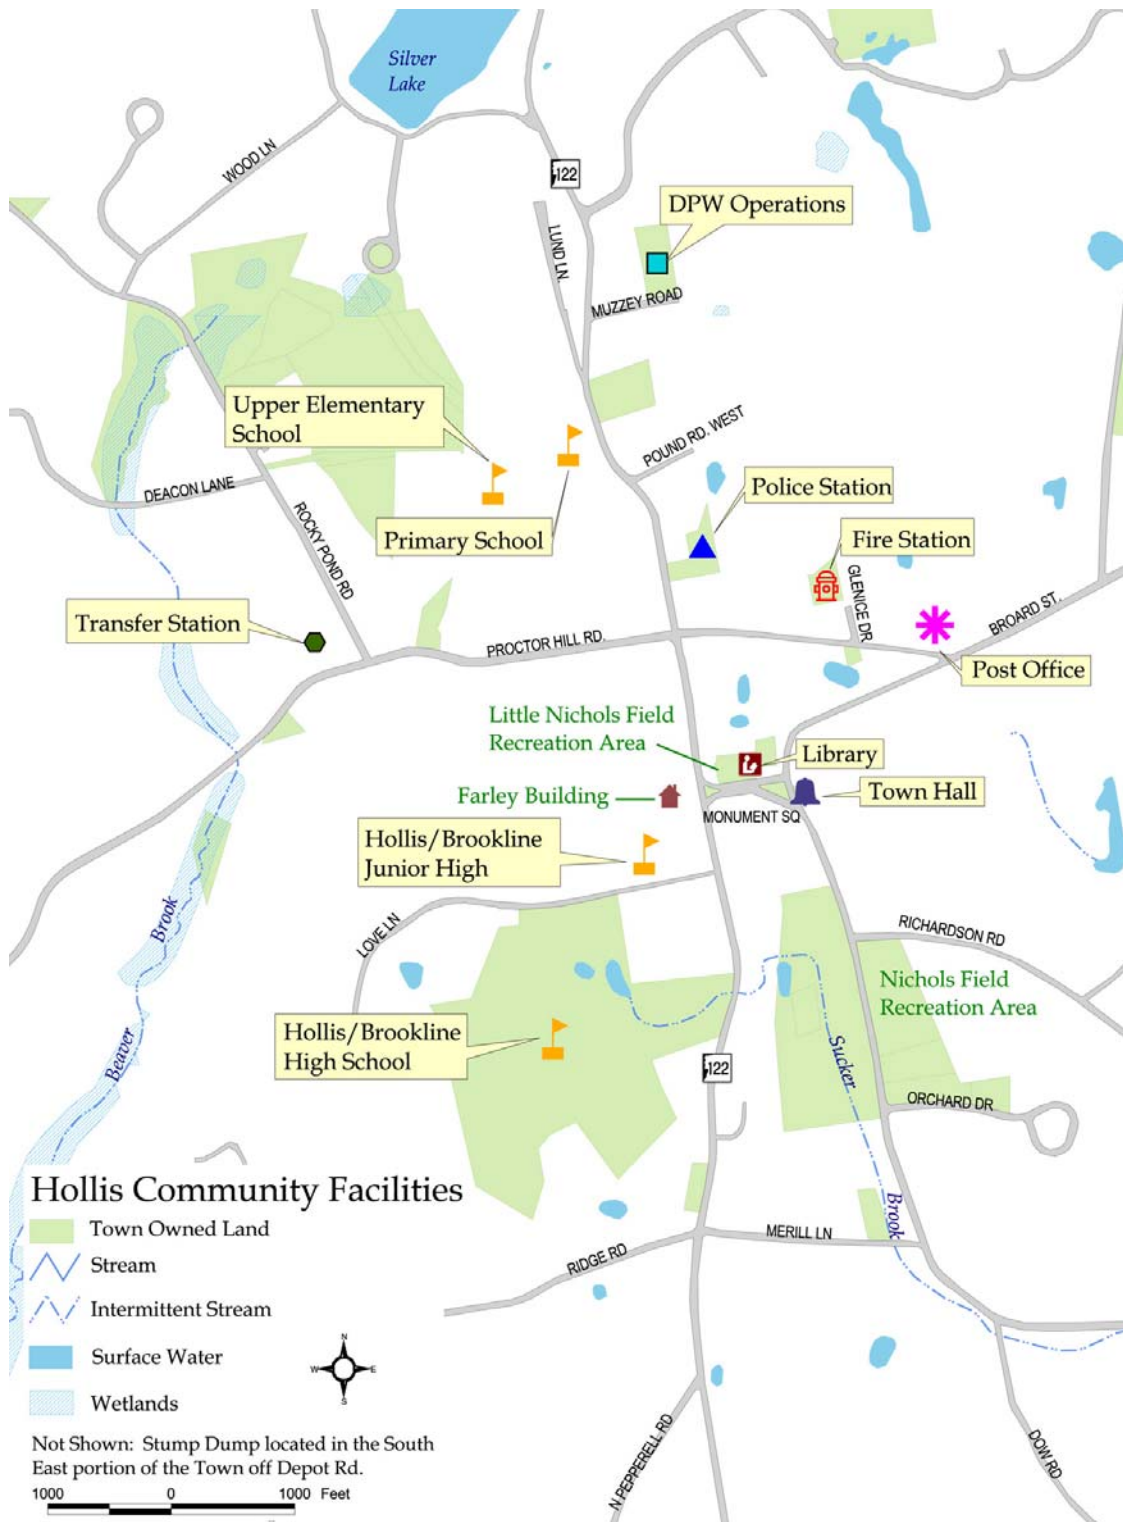 Silver
Lake
WOOD LN
122
DPW Operations
LUND LN.
MUZZEY ROAD
Upper Elementary
School
POUND RD. WEST
DEACON LANE
Police Station
Primary School
ROCKY POND RD
Fire Station
GLENICE DR
Transfer Station
BROARD ST.
PROCTOR HILL RD.
Post Office
Little Nichols Field
Recreation Area
Library
Farley Building
Town Hall
MONUMENT SQ
Hollis/Brookline
Junior High
LOVE LN
Brook
RICHARDSON RD
Nichols Field
Recreation Area
Hollis/Brookline
High School
Beaver
Sucker
122
ORCHARD DR
Brook
MERILL LN
RIDGE RD
Hollis Community Facilities
Town Owned Land
Stream
Intermittent Stream
Surface Water
Wetlands
N
W E
S
Not Shown: Stump Dump located in the South
East portion of the Town off Depot Rd.
1000 0 1000 Feet
N PEPPERELL RD
DOW RD